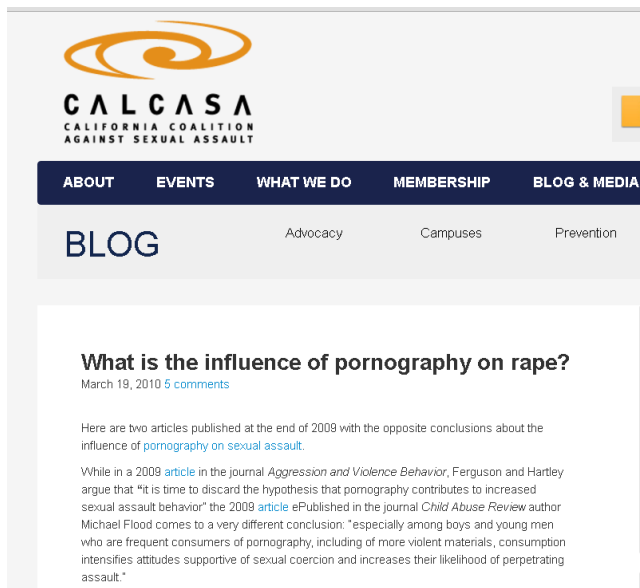 CALCASA
CALIFORNIA COALITION
AGAINST SEXUAL ASSAULT
ABOUT EVENTS WHAT WE DO MEMBERSHIP BLOG & MEDIA
BLOG Advocacy Campuses Prevention
What is the influence of pornography on rape?
March 19, 2010 5 comments
Here are two articles published at the end of 2009 with the opposite conclusions about the
influence of pornography on sexual assault.
While in a 2009 article in the journal Aggression and Violence Behavior, Ferguson and Hartley
argue that “it is time to discard the hypothesis that pornography contributes to increased
sexual assault behavior” the 2009 article ePublished in the journal Child Abuse Review author
Michael Flood comes to a very different conclusion: “especially among boys and young men
who are frequent consumers of pornography, including of more violent materials, consumption
intensifies attitudes supportive of sexual coercion and increases their likelihood of perpetrating
assault.”